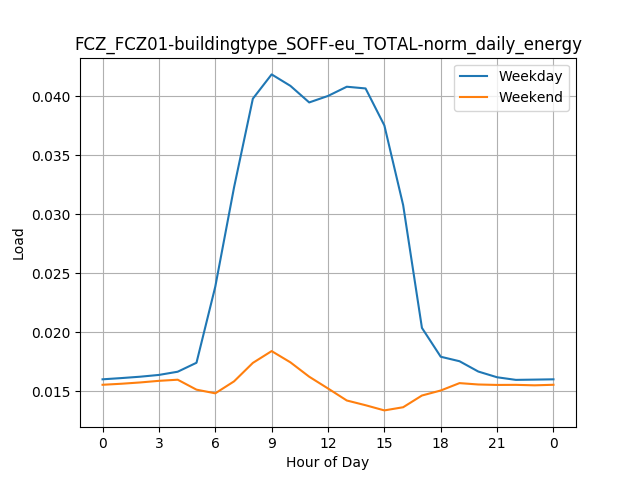 FCZ_FCZ01-buildingtype_SOFF-eu_TOTAL-norm_daily_energy
Weekday
Weekend
0.040
0.035
0.030
0.025
0.020
0.015
Load
0 3 6 9 12 15 18 21 0
Hour of Day